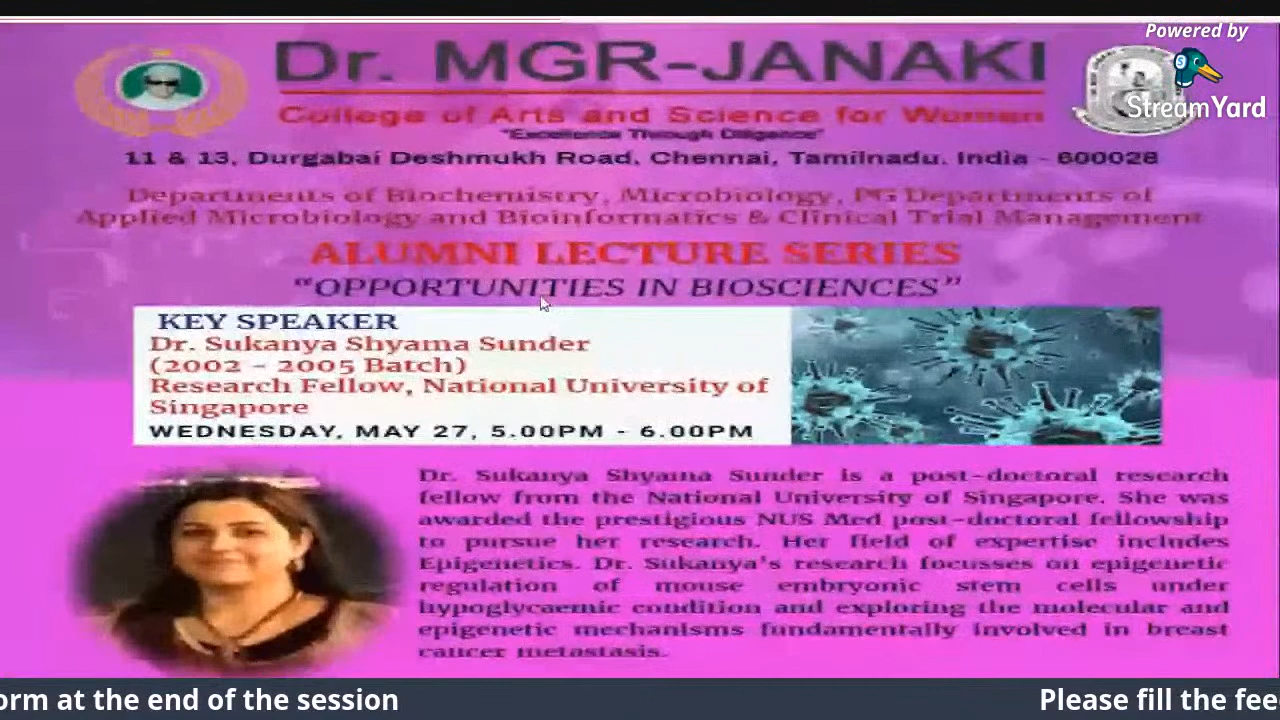 Powered by
StreamYard
Dr. MGR-JANAKI
College of Arts and Science for Women
"Excellence Through Diligence"
11 & 13, Durgabai Deshmukh Road, Chennai, Tamilnadu, India - 600028
Departments of Biochemistry, Microbiology, PG Departments of
Applied Microbiology and Bioinformatics & Clinical Trial Management
ALUMNI LECTURE SERIES
“OPPORTUNITIES IN BIOSCIENCES”
KEY SPEAKER
Dr. Sukanya Shyama Sunder
(2002 - 2005 Batch)
Research Fellow, National University of
Singapore
WEDNESDAY, MAY 27, 5.00PM - 6.00PM
Dr. Sukanya Shyama Sunder is a post-doctoral research
fellow from the National University of Singapore. She was
awarded the prestigious NUS Med post-doctoral fellowship
to pursue her research. Her field of expertise includes
Epigenetics. Dr. Sukanya's research focusses on epigenetic
regulation of mouse embryonic stem cells under
hypoglycaemic condition and exploring the molecular and
epigenetic mechanisms fundamentally involved in breast
cancer metastasis.
orm at the end of the session
Please fill the fee